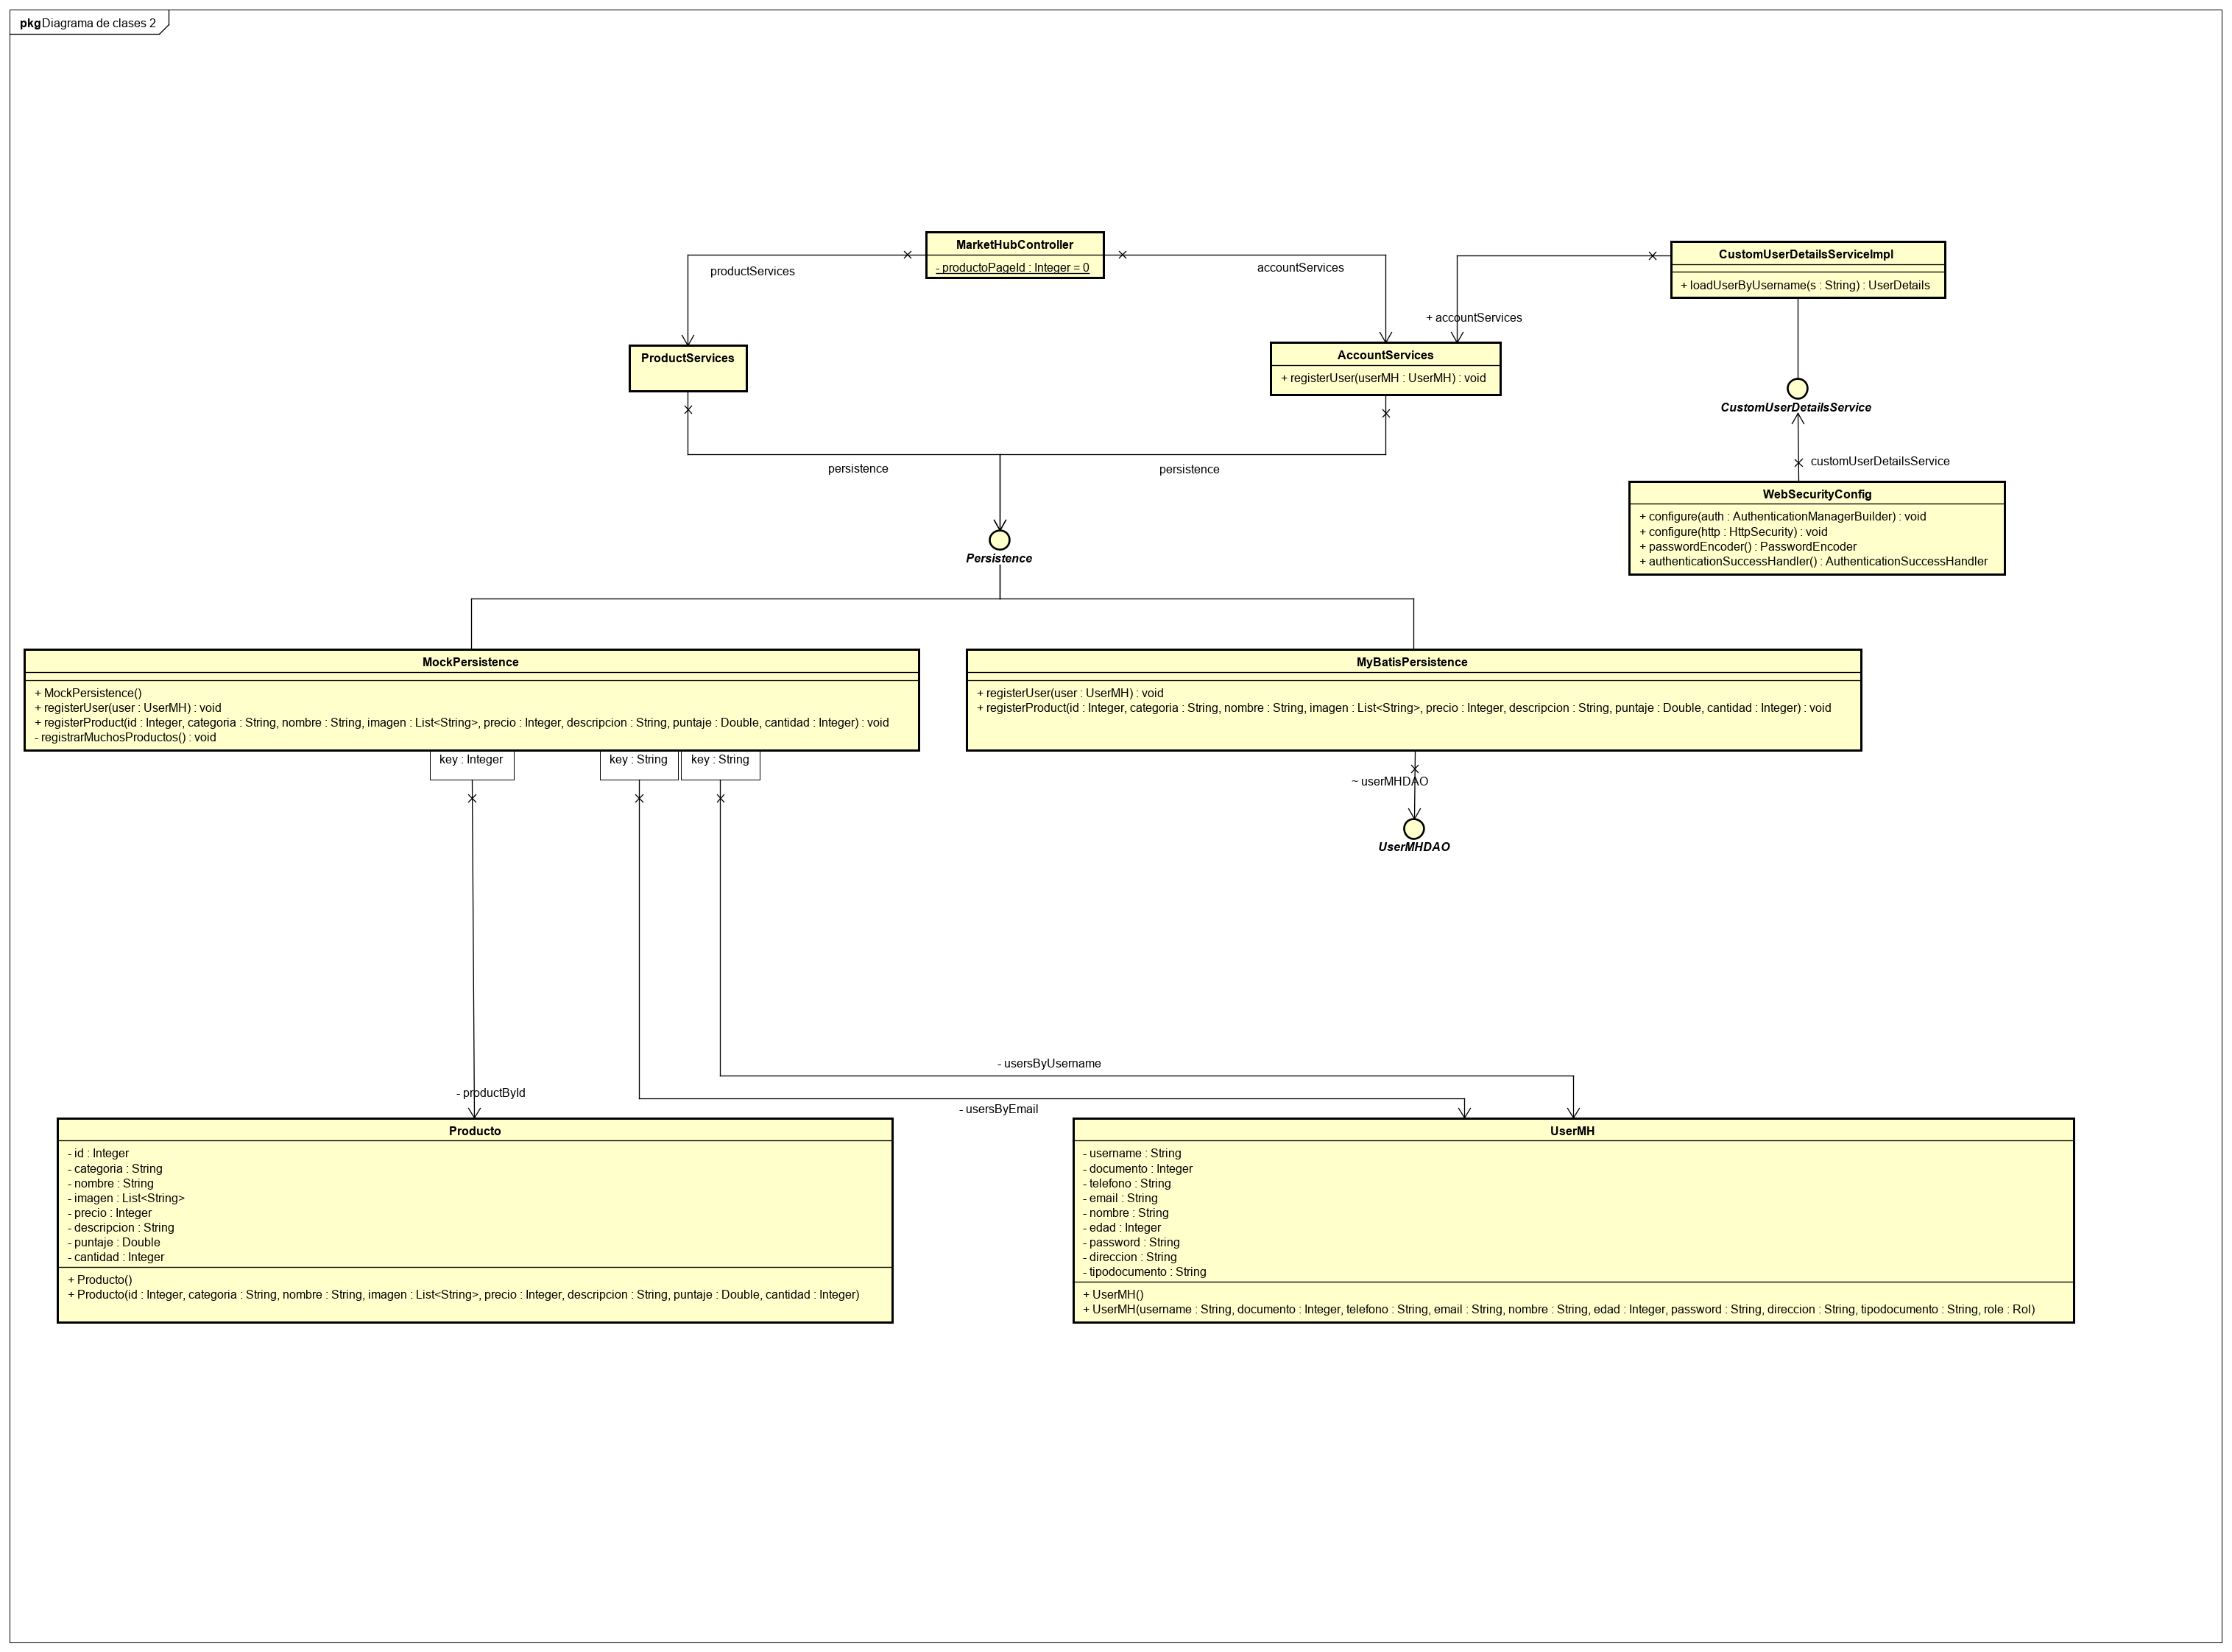 pkg Diagrama de clases 2
MarketHubController
- productoPageId : Integer = 0
productServices
accountServices
CustomUserDetailsServiceImpl
+ loadUserByUsername(s : String) : UserDetails
+ accountServices
ProductServices
AccountServices
+ registerUser(userMH : UserMH) : void
CustomUserDetailsService
customUserDetailsService
persistence
persistence
WebSecurityConfig
+ configure(auth : AuthenticationManagerBuilder) : void
+ configure(http : HttpSecurity) : void
+ passwordEncoder() : PasswordEncoder
+ authenticationSuccessHandler() : AuthenticationSuccessHandler
Persistence
MockPersistence
+ MockPersistence()
+ registerUser(user : UserMH) : void
+ registerProduct(id : Integer, categoria : String, nombre : String, imagen : List<String>, precio : Integer, descripcion : String, puntaje : Double, cantidad : Integer) : void
- registrarMuchosProductos() : void
MyBatisPersistence
+ registerUser(user : UserMH) : void
+ registerProduct(id : Integer, categoria : String, nombre : String, imagen : List<String>, precio : Integer, descripcion : String, puntaje : Double, cantidad : Integer) : void
key : Integer
key : String
key : String
~ userMHDAO
UserMHDAO
- usersByUsername
- productById
- usersByEmail
Producto
- id : Integer
- categoria : String
- nombre : String
- imagen : List<String>
- precio : Integer
- descripcion : String
- puntaje : Double
- cantidad : Integer
+ Producto()
+ Producto(id : Integer, categoria : String, nombre : String, imagen : List<String>, precio : Integer, descripcion : String, puntaje : Double, cantidad : Integer)
UserMH
- username : String
- documento : Integer
- telefono : String
- email : String
- nombre : String
- edad : Integer
- password : String
- direccion : String
- tipodocumento : String
+ UserMH()
+ UserMH(username : String, documento : Integer, telefono : String, email : String, nombre : String, edad : Integer, password : String, direccion : String, tipodocumento : String, role : Rol)